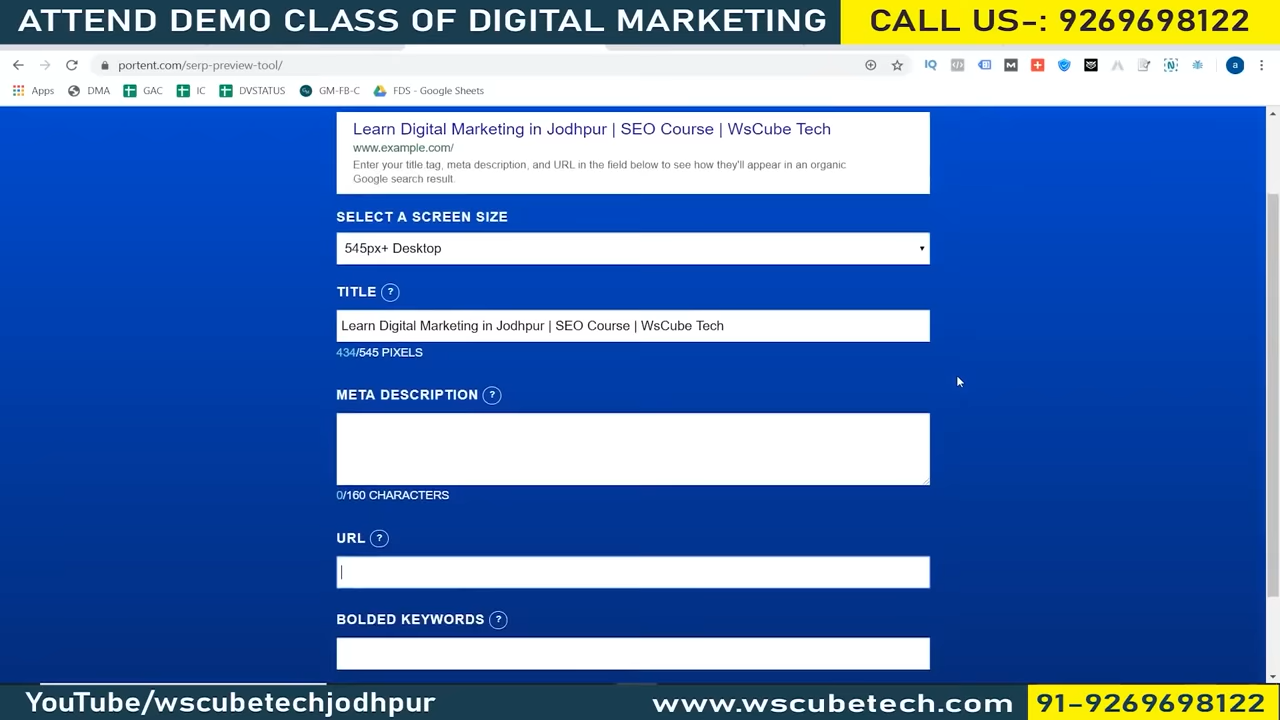 ATTEND DEMO CLASS OF DIGITAL MARKETING
CALL US-: 9269698122
portent.com/serp-preview-tool/
IQ
M
a
Apps
DMA
GAC
IC
DVSTATUS
GM-FB-C
FDS - Google Sheets
Learn Digital Marketing in Jodhpur | SEO Course | WsCube Tech
www.example.com/
Enter your title tag, meta description, and URL in the field below to see how they'll appear in an organic
Google search result.
SELECT A SCREEN SIZE
545px+ Desktop
TITLE ?
Learn Digital Marketing in Jodhpur | SEO Course | WsCube Tech
434/545 PIXELS
META DESCRIPTION ?
0/160 CHARACTERS
URL ?
BOLDED KEYWORDS ?
YouTube/wscubetechjodhpur
www.wscubetech.com
91-9269698122